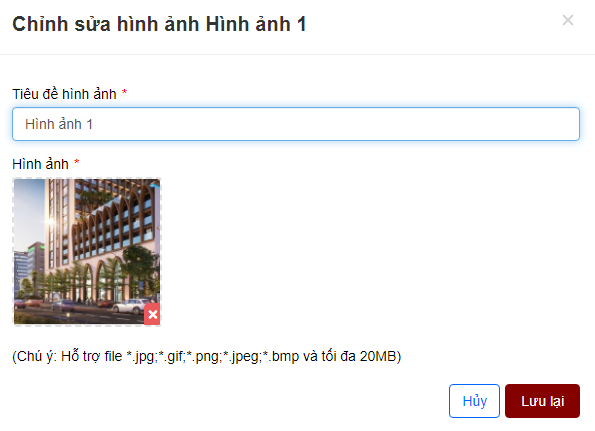 Chỉnh sửa hình ảnh Hình ảnh 1
×
Tiêu đề hình ảnh *
Hình ảnh 1
Hình ảnh *
(Chú ý: Hỗ trợ file *.jpg;*.gif;*.png;*.jpeg;*.bmp và tối đa 20MB)
Hủy
Lưu lại